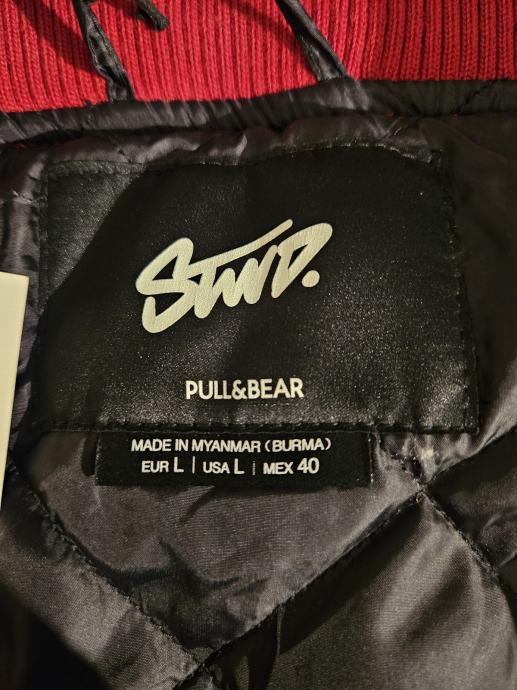 STWD.
PULL&BEAR
MADE IN MYANMAR (BURMA)
EUR L | USA L | MEX 40